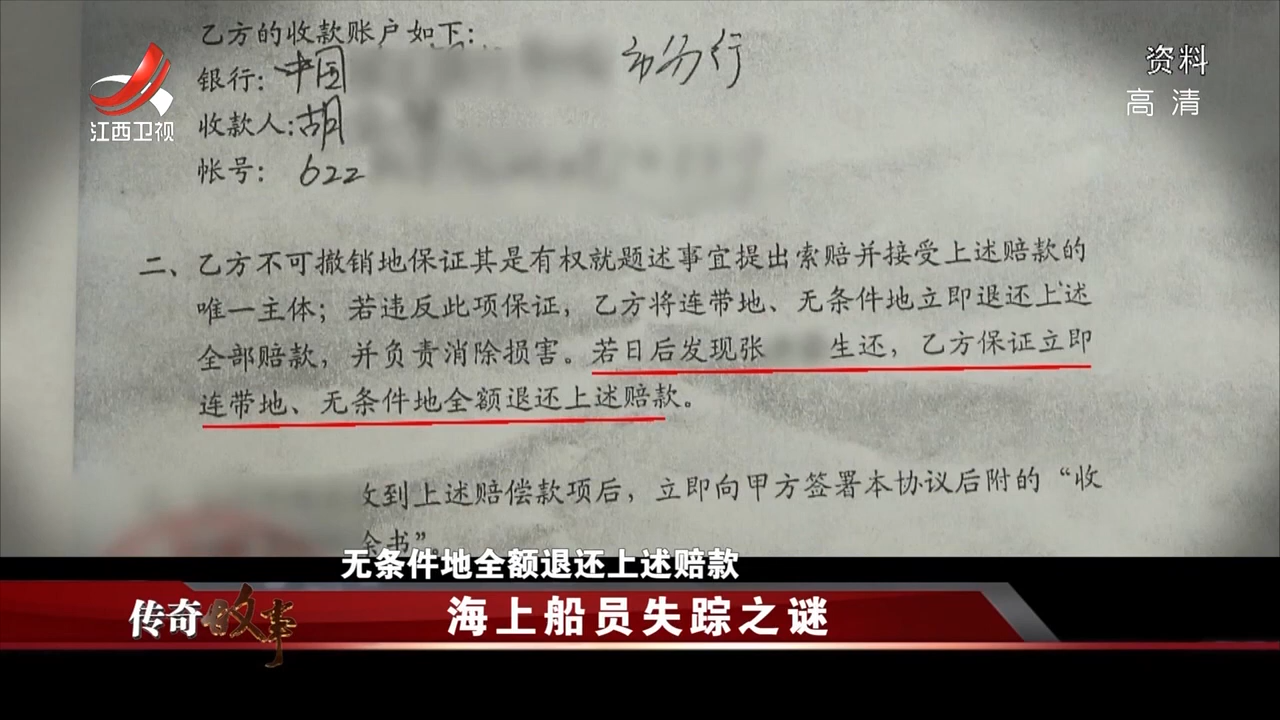 乙方的收款账户如下:
银行: 中国 市分行
收款人: 胡
帐号: 622
二、乙方不可撤销地保证其是有权就题述事宜提出索赔并接受上述赔款的
唯一主体；若违反此项保证，乙方将连带地、无条件地立即退还上述
全部赔款，并负责消除损害。若日后发现张 生还，乙方保证立即
连带地、无条件地全额退还上述赔款。
收到上述赔偿款项后，立即向甲方签署本协议后附的“收
书”
江西卫视
资料
高清
无条件地全额退还上述赔款
传奇故事
海上船员失踪之谜